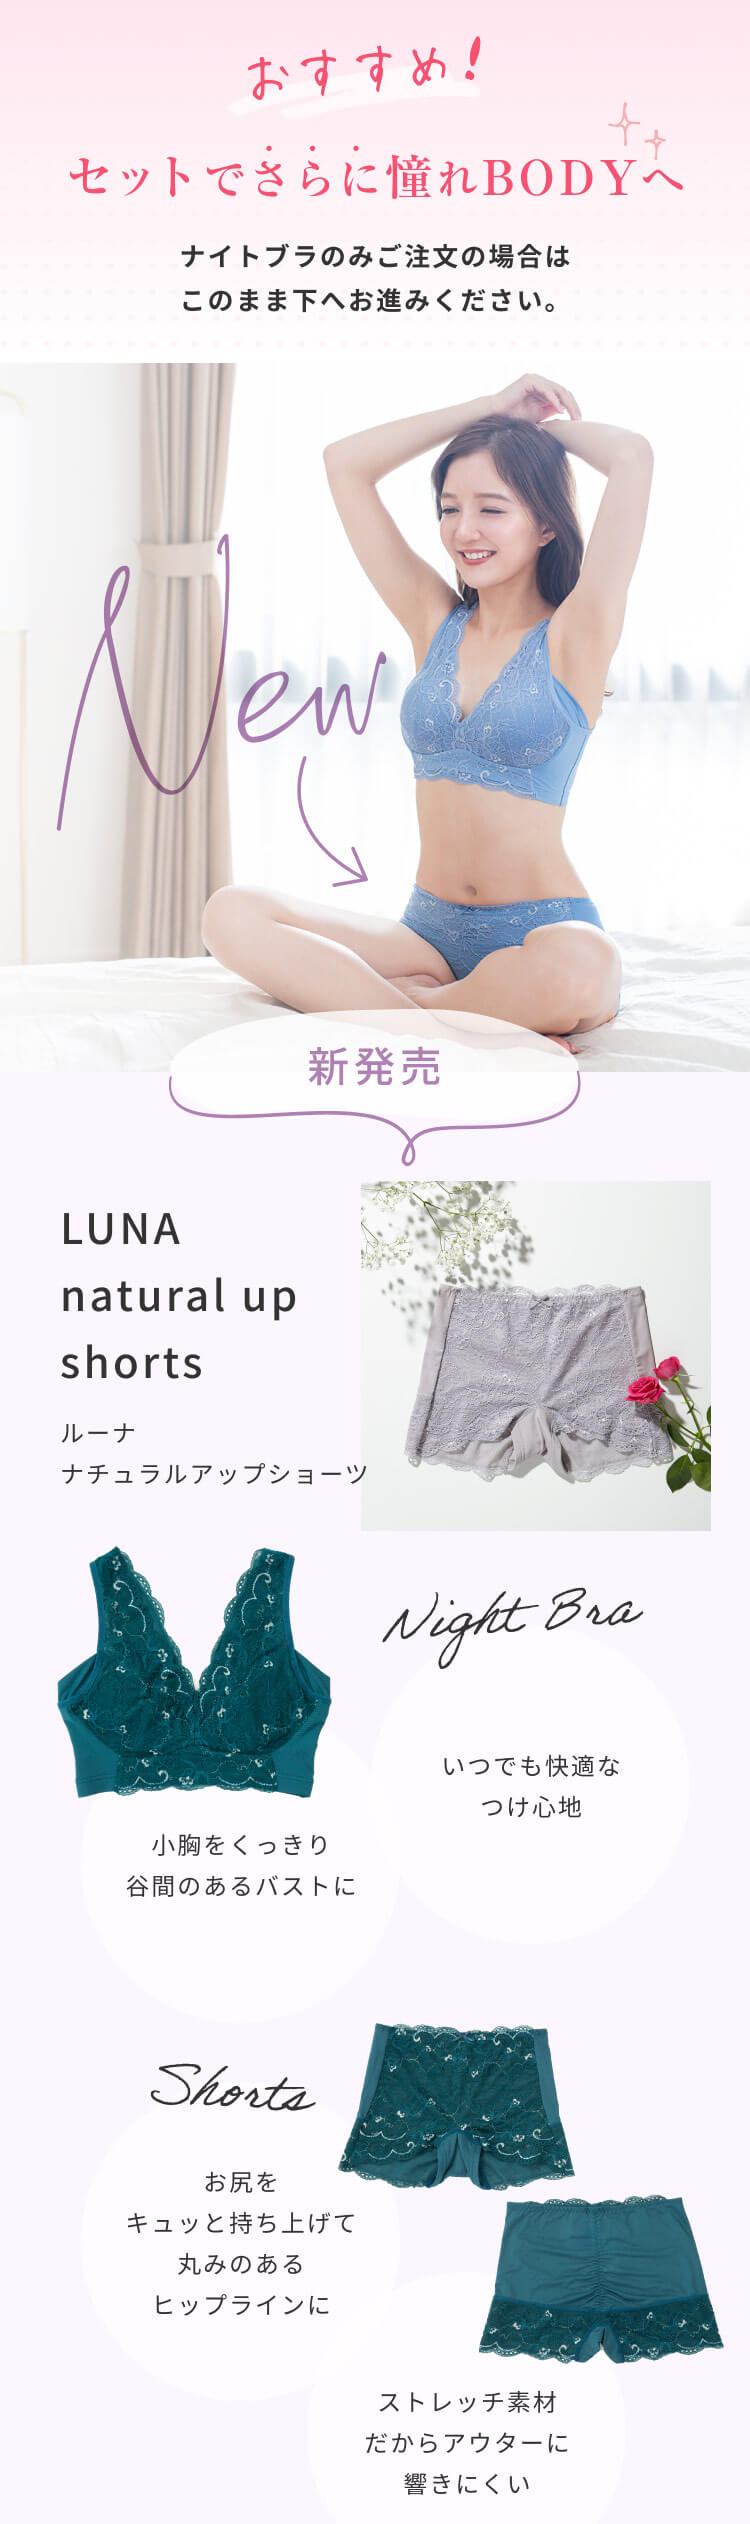 おすすめ！
セットでさらに憧れBODYへ
ナイトブラのみご注文の場合は
このまま下へお進みください。
New
新発売
LUNA
natural up
shorts
ルーナ
ナチュラルアップショーツ
Night Bra
いつでも快適な
つけ心地
小胸をくっきり
谷間のあるバストに
Shorts
お尻を
キュッと持ち上げて
丸みのある
ヒップラインに
ストレッチ素材
だからアウターに
響きにくい